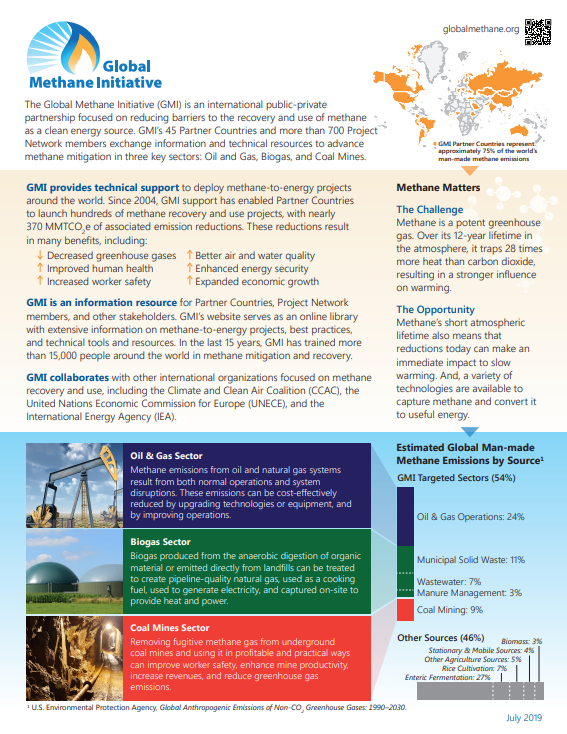 globalmethane.org
Global
Methane Initiative
The Global Methane Initiative (GMI) is an international public-private
partnership focused on reducing barriers to the recovery and use of methane
as a clean energy source. GMI's 45 Partner Countries and more than 700 Project
Network members exchange information and technical resources to advance
methane mitigation in three key sectors: Oil and Gas, Biogas, and Coal Mines.
GMI Partner Countries represent
approximately 75% of the world's
man-made methane emissions
GMI provides technical support to deploy methane-to-energy projects
around the world. Since 2004, GMI support has enabled Partner Countries
to launch hundreds of methane recovery and use projects, with nearly
370 MMTCO2e of associated emission reductions. These reductions result
in many benefits, including:
↓ Decreased greenhouse gases ↑ Better air and water quality
↑ Improved human health ↑ Enhanced energy security
↑ Increased worker safety ↑ Expanded economic growth
GMI is an information resource for Partner Countries, Project Network
members, and other stakeholders. GMI's website serves as an online library
with extensive information on methane-to-energy projects, best practices,
and technical tools and resources. In the last 15 years, GMI has trained more
than 15,000 people around the world in methane mitigation and recovery.
GMI collaborates with other international organizations focused on methane
recovery and use, including the Climate and Clean Air Coalition (CCAC), the
United Nations Economic Commission for Europe (UNECE), and the
International Energy Agency (IEA).
Methane Matters
The Challenge
Methane is a potent greenhouse
gas. Over its 12-year lifetime in
the atmosphere, it traps 28 times
more heat than carbon dioxide,
resulting in a stronger influence
on warming.
The Opportunity
Methane's short atmospheric
lifetime also means that
reductions today can make an
immediate impact to slow
warming. And, a variety of
technologies are available to
capture methane and convert it
to useful energy.
Oil & Gas Sector
Methane emissions from oil and natural gas systems
result from both normal operations and system
disruptions. These emissions can be cost-effectively
reduced by upgrading technologies or equipment, and
by improving operations.
Biogas Sector
Biogas produced from the anaerobic digestion of organic
material or emitted directly from landfills can be treated
to create pipeline-quality natural gas, used as a cooking
fuel, used to generate electricity, and captured on-site to
provide heat and power.
Coal Mines Sector
Removing fugitive methane gas from underground
coal mines and using it in profitable and practical ways
can improve worker safety, enhance mine productivity,
increase revenues, and reduce greenhouse gas
emissions.
Estimated Global Man-made
Methane Emissions by Source¹
GMI Targeted Sectors (54%)
Oil & Gas Operations: 24%
Municipal Solid Waste: 11%
Wastewater: 7%
Manure Management: 3%
Coal Mining: 9%
Other Sources (46%)
Biomass: 3%
Stationary & Mobile Sources: 4%
Other Agriculture Sources: 5%
Rice Cultivation: 7%
Enteric Fermentation: 27%
¹ U.S. Environmental Protection Agency, Global Anthropogenic Emissions of Non-CO2 Greenhouse Gases: 1990–2030.
July 2019